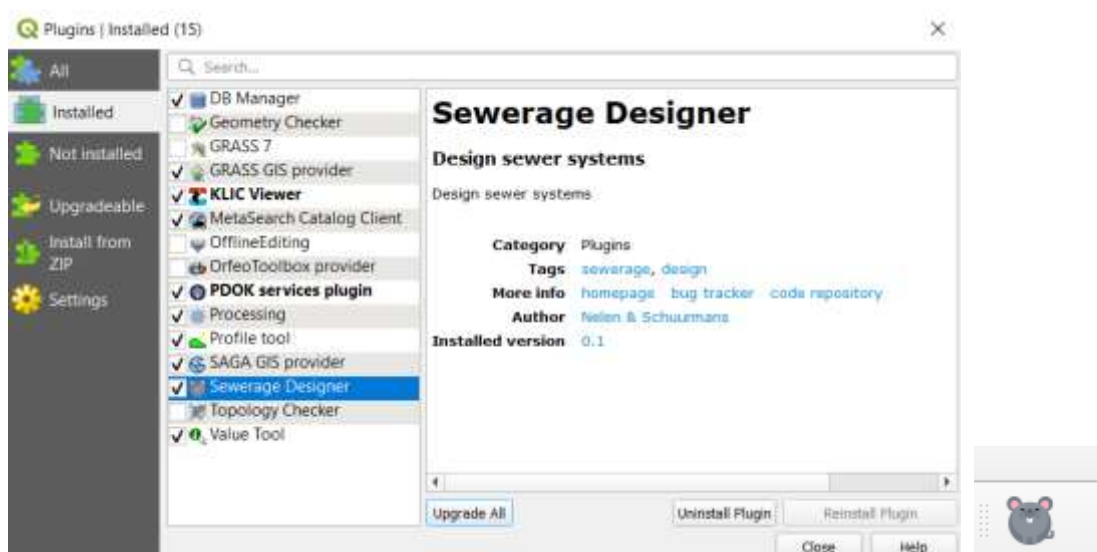 Plugins | Installed (15)
Search...
All
Installed
Not installed
Upgradeable
Install from
ZIP
Settings
DB Manager
Geometry Checker
GRASS 7
GRASS GIS provider
KLIC Viewer
MetaSearch Catalog Client
OfflineEditing
OrfeoToolbox provider
PDOK services plugin
Processing
Profile tool
SAGA GIS provider
Sewerage Designer
Topology Checker
Value Tool
Sewerage Designer
Design sewer systems
Design sewer systems
Category Plugins
Tags sewerage, design
More info homepage bug tracker code repository
Author Nelen & Schuurmans
Installed version 0.1
Upgrade All
Uninstall Plugin
Reinstall Plugin
Close
Help